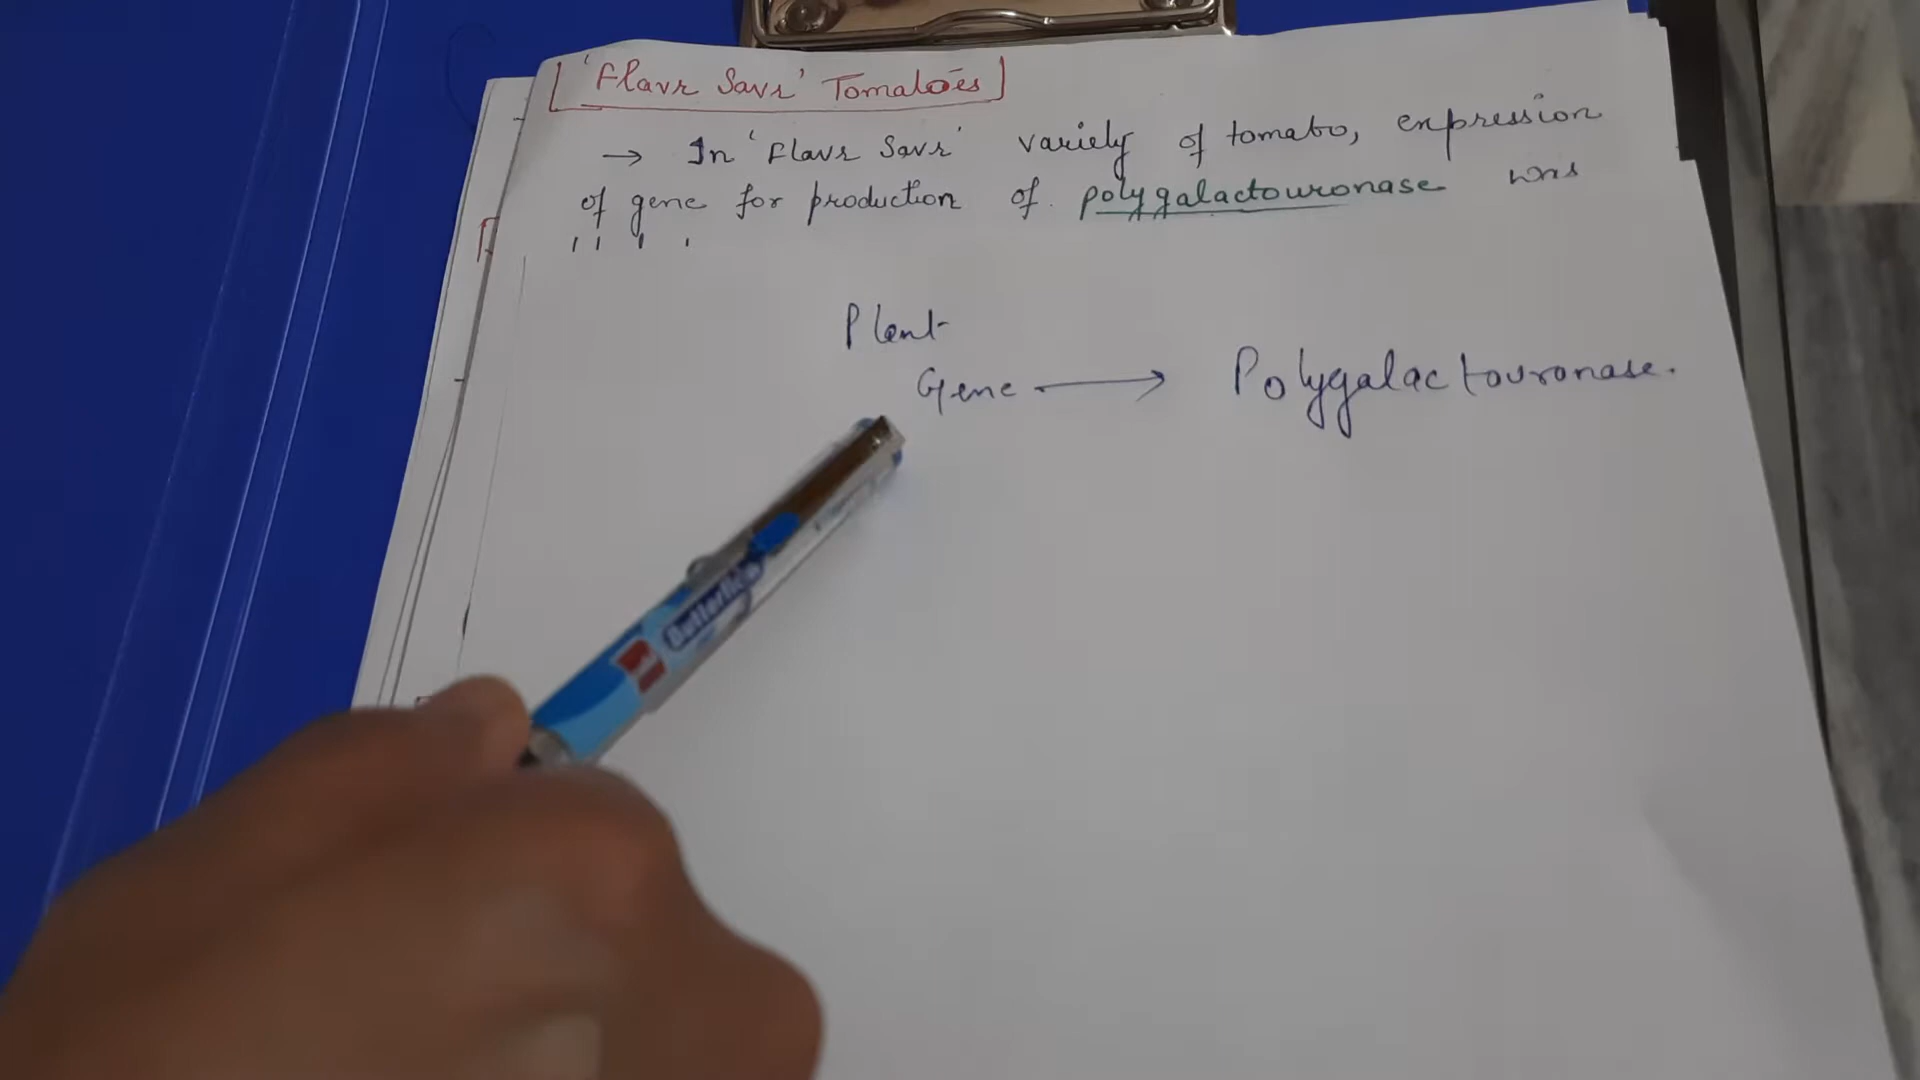 'Flavr Savr' Tomatoes
→ In 'Flavr Savr' variety of tomato, expression
of gene for production of polygalactouronase was
Plant
Gene → Polygalactouronase.
Butterflow